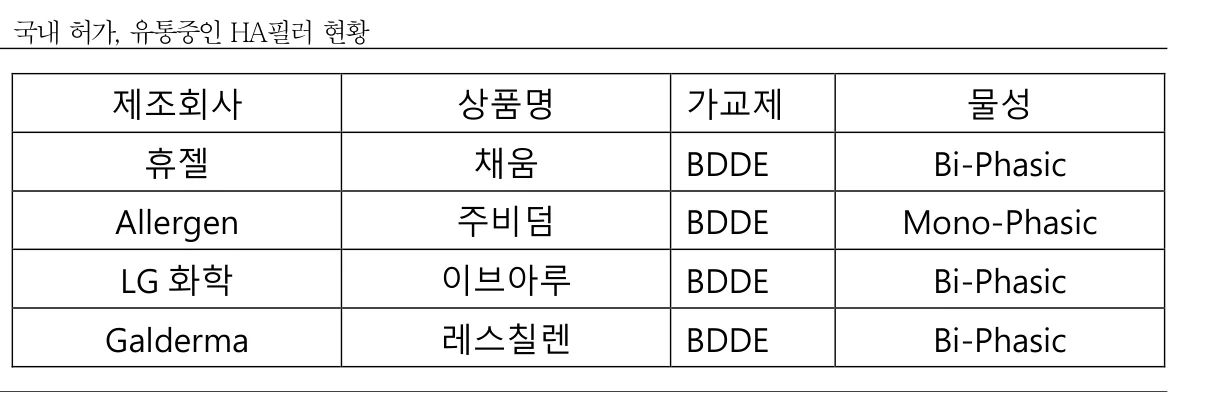 국내 허가, 유통중인 HA필러 현황
제조회사 상품명 가교제 물성
휴젤 채움 BDDE Bi-Phasic
Allergen 주비덤 BDDE Mono-Phasic
LG 화학 이브아루 BDDE Bi-Phasic
Galderma 레스칠렌 BDDE Bi-Phasic